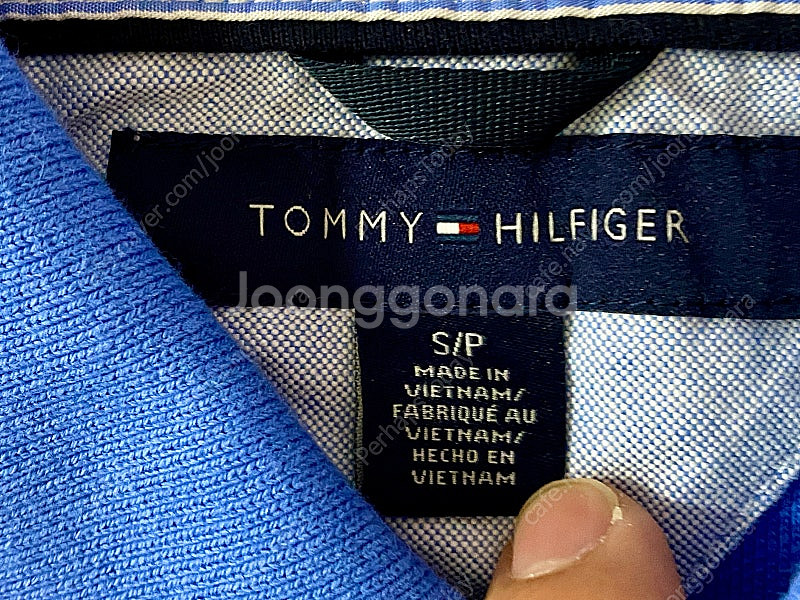 TOMMY HILFIGER
Joonggonara
S/P
MADE IN
VIETNAM/
FABRIQUÉ AU
VIETNAM/
HECHO EN
VIETNAM